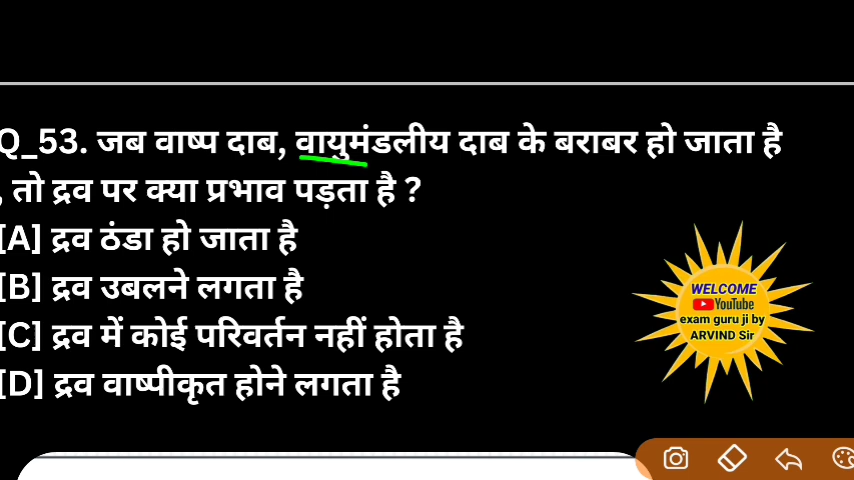 Q_53. जब वाष्प दाब, वायुमंडलीय दाब के बराबर हो जाता है
, तो द्रव पर क्या प्रभाव पड़ता है ?
[A] द्रव ठंडा हो जाता है
[B] द्रव उबलने लगता है
[C] द्रव में कोई परिवर्तन नहीं होता है
[D] द्रव वाष्पीकृत होने लगता है
WELCOME
YouTube
exam guru ji by
ARVIND Sir